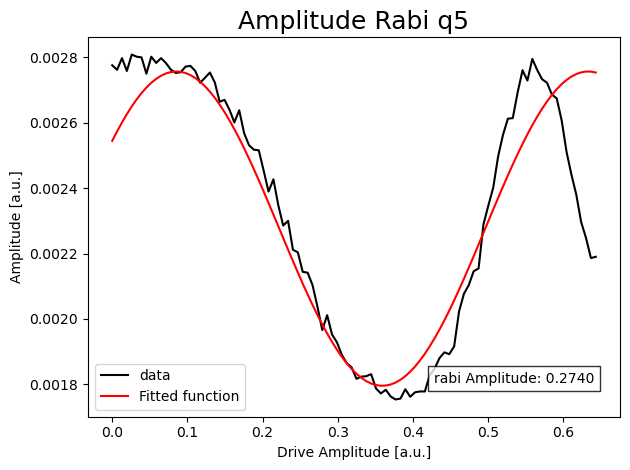 Amplitude Rabi q5
0.0028
0.0026
0.0024
0.0022
0.0020
0.0018
Amplitude [a.u.]
data
Fitted function
rabi Amplitude: 0.2740
0.0
0.1
0.2
0.3
0.4
0.5
0.6
Drive Amplitude [a.u.]